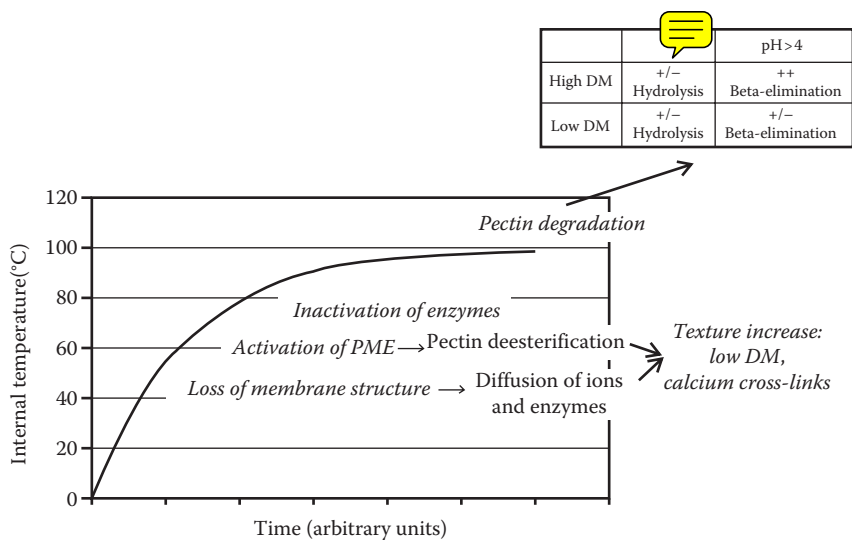 pH>4
High DM
+/−
Hydrolysis
++
Beta-elimination
Low DM
+/−
Hydrolysis
+/−
Beta-elimination
120
100
80
60
40
20
0
Internal temperature(°C)
Pectin degradation
Inactivation of enzymes
Activation of PME → Pectin deesterification
Loss of membrane structure → Diffusion of ions
and enzymes
Texture increase:
low DM,
calcium cross-links
Time (arbitrary units)